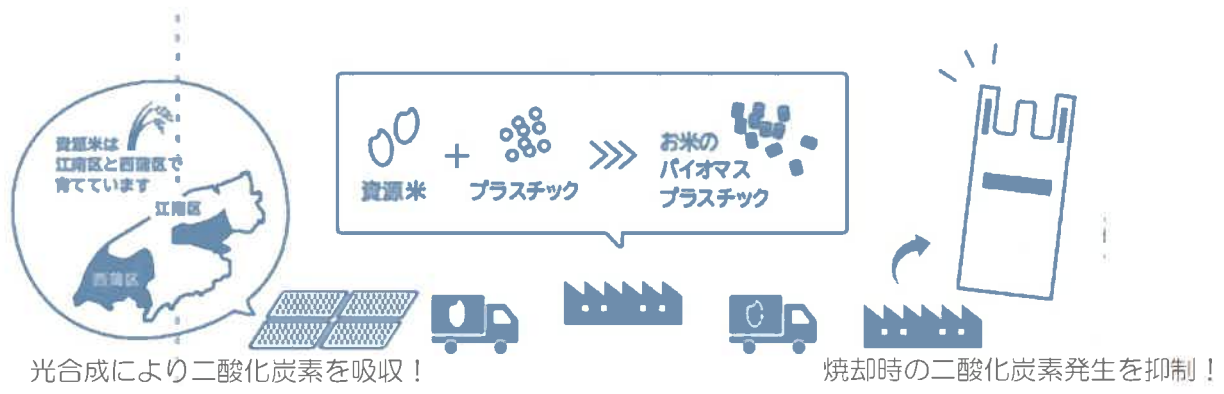 資源米は
江南区と西蒲区で
育てています
江南区
西蒲区
資源米
+
プラスチック
お米の
バイオマス
プラスチック
光合成により二酸化炭素を吸収！
焼却時の二酸化炭素発生を抑制！